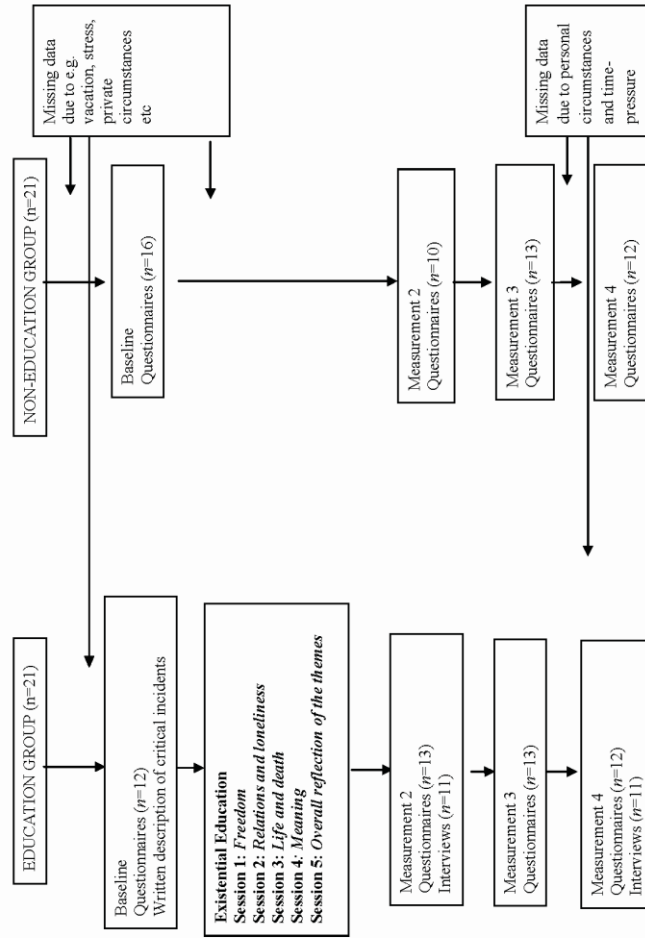 EDUCATION GROUP (n=21)
NON-EDUCATION GROUP (n=21)
Missing data
due to e.g.
vacation, stress,
private
circumstances
etc
Baseline
Questionnaires (n=12)
Written description of critical incidents
Baseline
Questionnaires (n=16)
Existential Education
Session 1: Freedom
Session 2: Relations and loneliness
Session 3: Life and death
Session 4: Meaning
Session 5: Overall reflection of the themes
Measurement 2
Questionnaires (n=13)
Interviews (n=11)
Measurement 2
Questionnaires (n=10)
Measurement 3
Questionnaires (n=13)
Measurement 3
Questionnaires (n=13)
Missing data
due to personal
circumstances
and time-
pressure
Measurement 4
Questionnaires (n=12)
Interviews (n=11)
Measurement 4
Questionnaires (n=12)